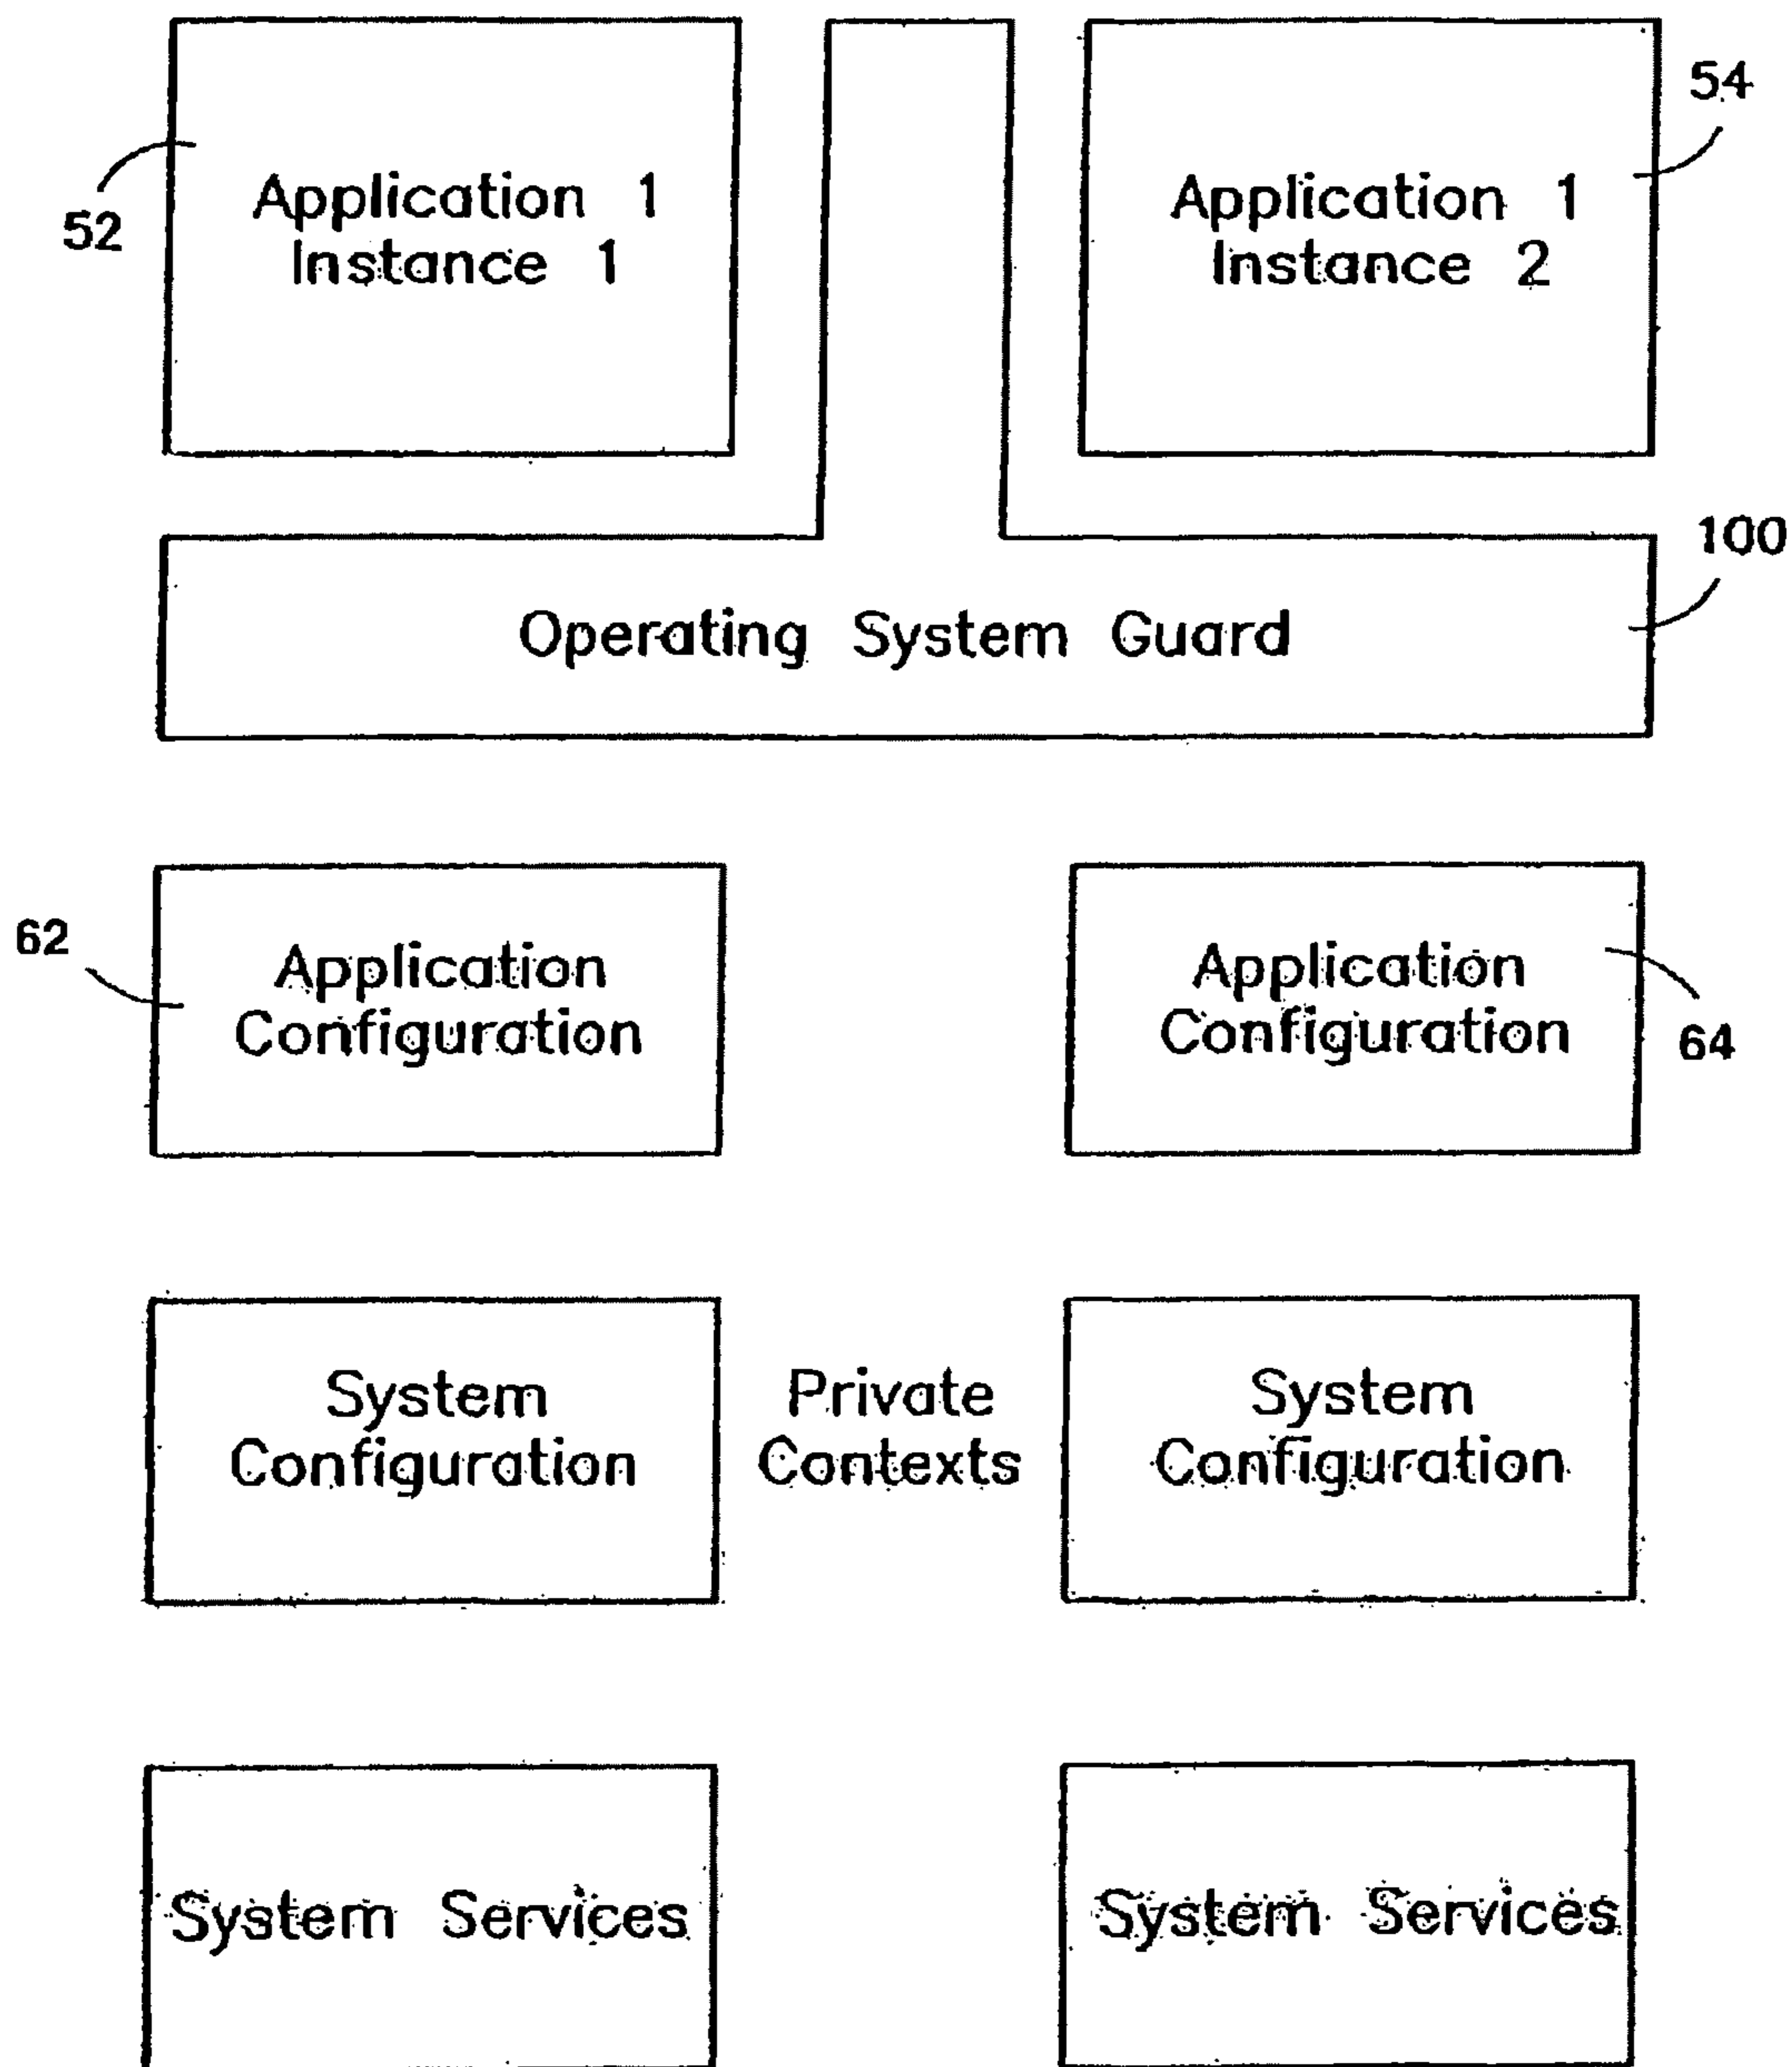 54
Application 1
Instance 1
Application 1
Instance 2
52
100
Operating System Guard
62
Application
Configuration
Application
Configuration
64
System
Configuration
Private
Contexts
System
Configuration
System Services
System Services